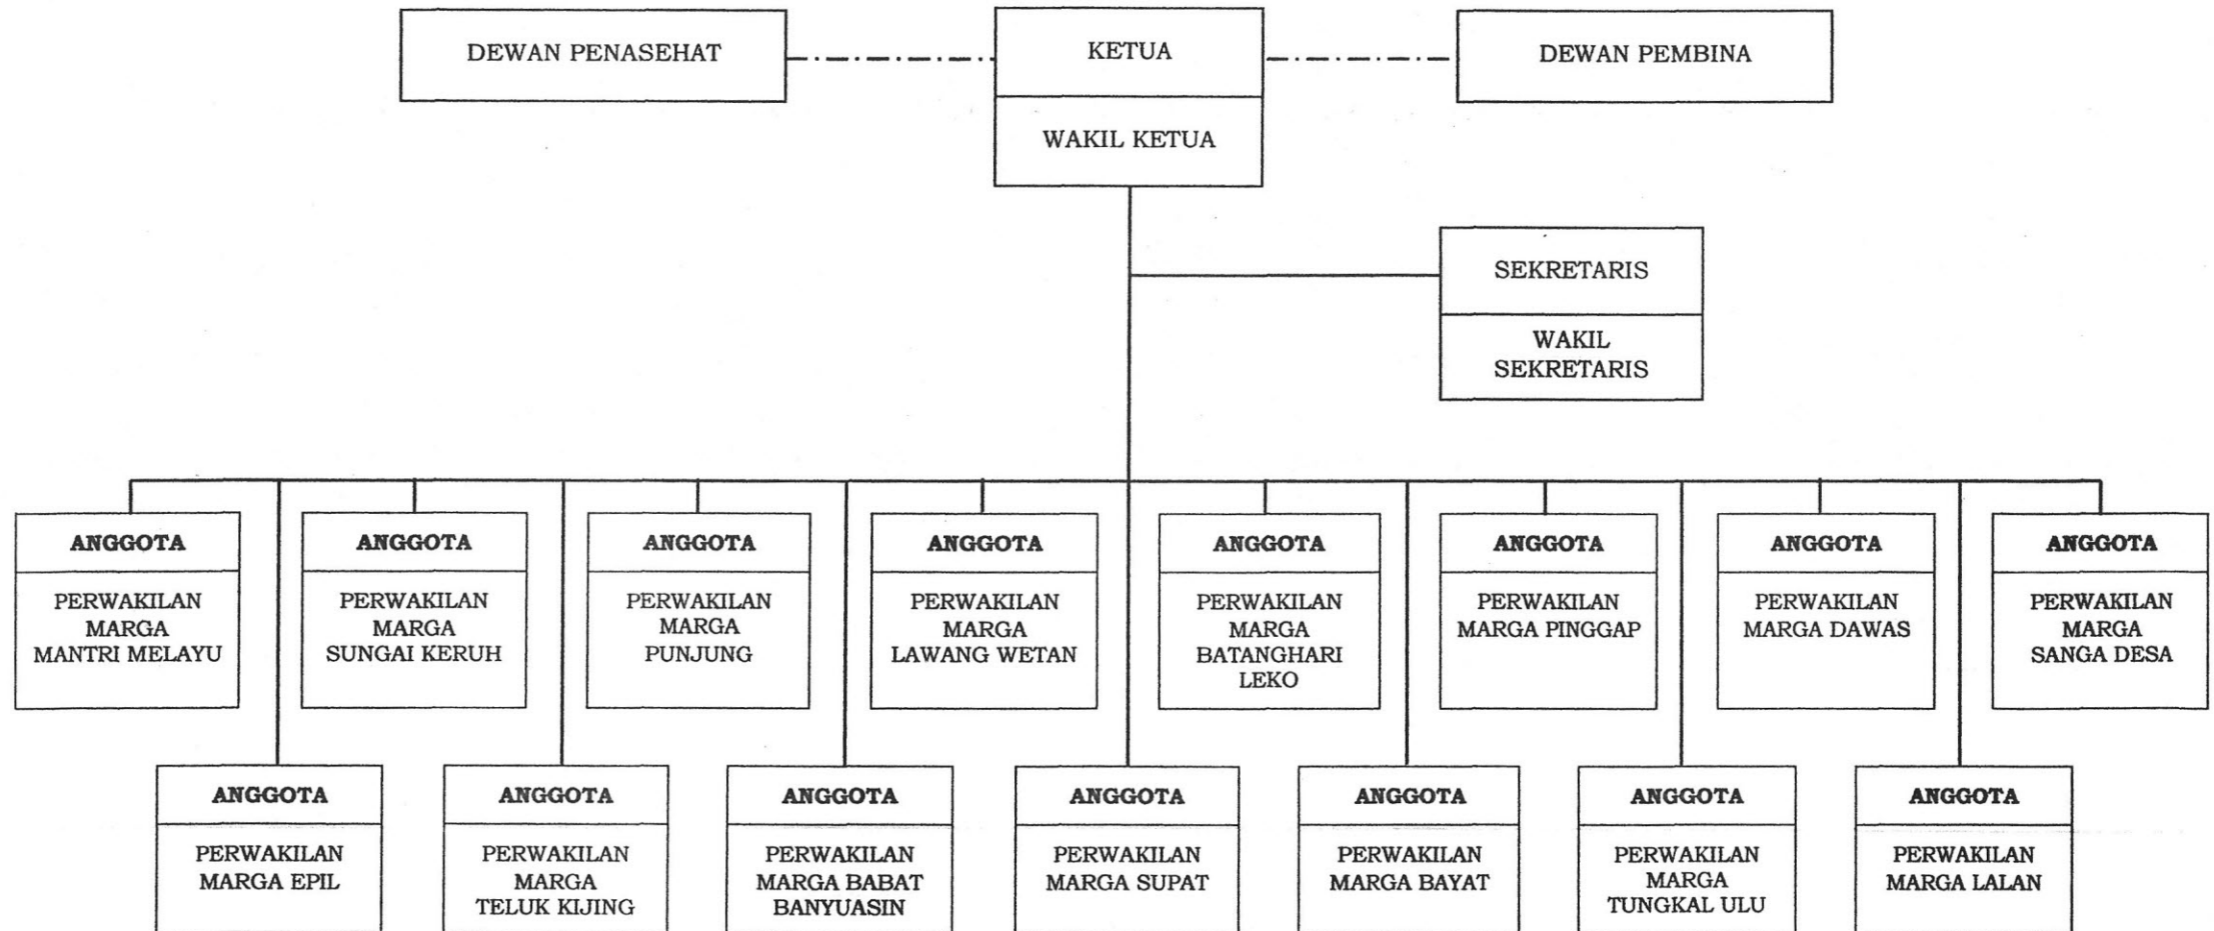 DEWAN PENASEHAT
KETUA
DEWAN PEMBINA
WAKIL KETUA
SEKRETARIS
WAKIL
SEKRETARIS
ANGGOTA
PERWAKILAN
MARGA
MANTRI MELAYU
ANGGOTA
PERWAKILAN
MARGA
SUNGAI KERUH
ANGGOTA
PERWAKILAN
MARGA
PUNJUNG
ANGGOTA
PERWAKILAN
MARGA
LAWANG WETAN
ANGGOTA
PERWAKILAN
MARGA
BATANGHARI
LEKO
ANGGOTA
PERWAKILAN
MARGA PINGGAP
ANGGOTA
PERWAKILAN
MARGA DAWAS
ANGGOTA
PERWAKILAN
MARGA
SANGA DESA
ANGGOTA
PERWAKILAN
MARGA EPIL
ANGGOTA
PERWAKILAN
MARGA
TELUK KIJING
ANGGOTA
PERWAKILAN
MARGA BABAT
BANYUASIN
ANGGOTA
PERWAKILAN
MARGA SUPAT
ANGGOTA
PERWAKILAN
MARGA BAYAT
ANGGOTA
PERWAKILAN
MARGA
TUNGKAL ULU
ANGGOTA
PERWAKILAN
MARGA LALAN